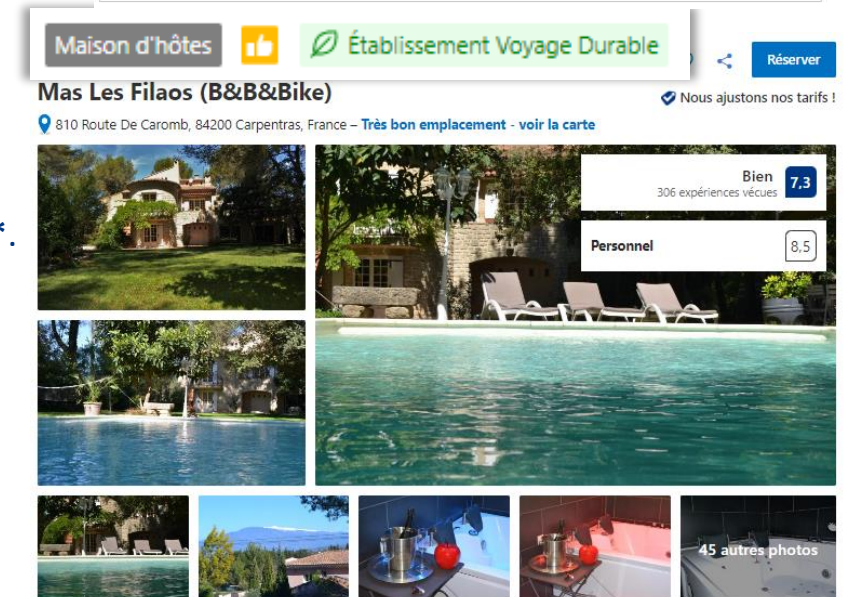 Maison d'hôtes Établissement Voyage Durable
Réserver
Mas Les Filaos (B&B&Bike)
Nous ajustons nos tarifs !
810 Route De Caromb, 84200 Carpentras, France – Très bon emplacement - voir la carte
Bien 7,3
306 expériences vécues
Personnel 8,5
45 autres photos